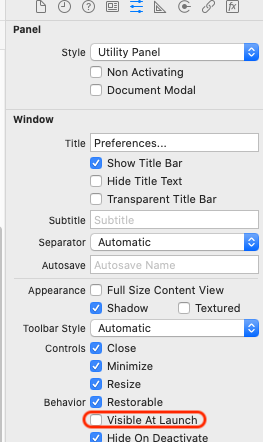 Panel
Style Utility Panel
Non Activating
Document Modal
Window
Title Preferences...
Show Title Bar
Hide Title Text
Transparent Title Bar
Subtitle Subtitle
Separator Automatic
Autosave Autosave Name
Appearance Full Size Content View
Shadow Textured
Toolbar Style Automatic
Controls Close
Minimize
Resize
Behavior Restorable
Visible At Launch
Hide On Deactivate